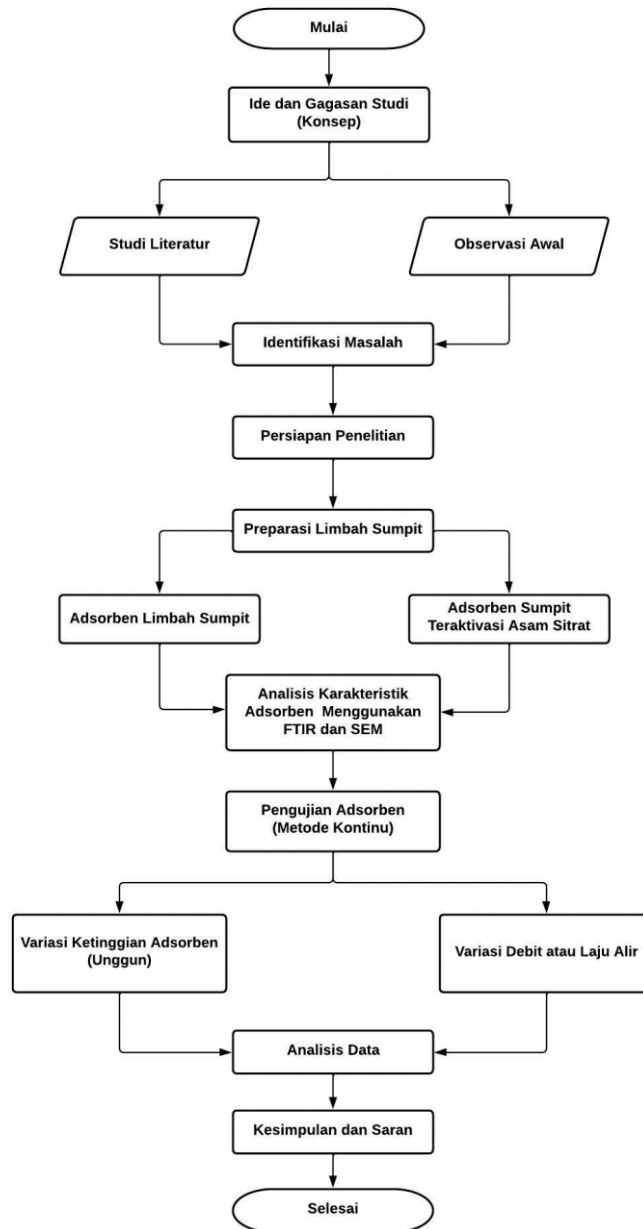 Mulai
Ide dan Gagasan Studi
(Konsep)
Studi Literatur
Observasi Awal
Identifikasi Masalah
Persiapan Penelitian
Preparasi Limbah Sumpit
Adsorben Limbah Sumpit
Adsorben Sumpit
Teraktivasi Asam Sitrat
Analisis Karakteristik
Adsorben Menggunakan
FTIR dan SEM
Pengujian Adsorben
(Metode Kontinu)
Variasi Ketinggian Adsorben
(Unggun)
Variasi Debit atau Laju Alir
Analisis Data
Kesimpulan dan Saran
Selesai